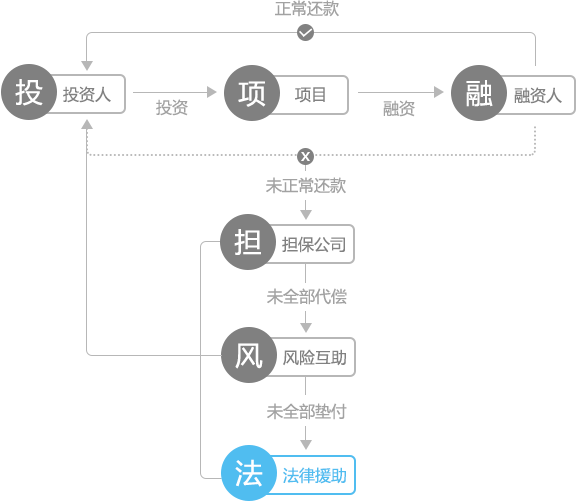 正常还款
投 投资人
投资
项 项目
融资
融 融资人
X
未正常还款
担 担保公司
未全部代偿
风 风险互助
未全部垫付
法 法律援助